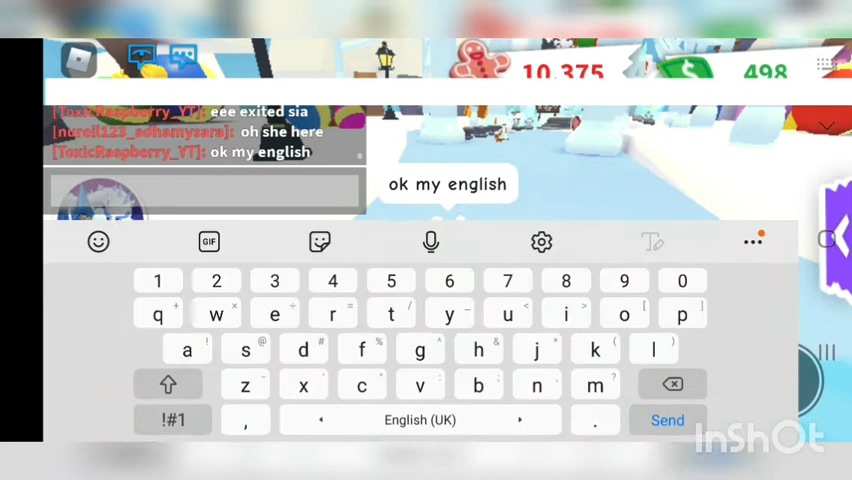 10,375
498
[ToxicRaspberry_YT]: eee exited sia
[nureil123_adhamysara]: oh she here
[ToxicRaspberry_YT]: ok my english
ok my english
GIF
1 2 3 4 5 6 7 8 9 0
q + w × e ÷ r = t / y _ u < i > o [ p ]
a ! s @ d # f % g ^ h & j * k ( l )
z - x ' c " v : b ; n , m ?
!#1 , English (UK) . Send
InShOt